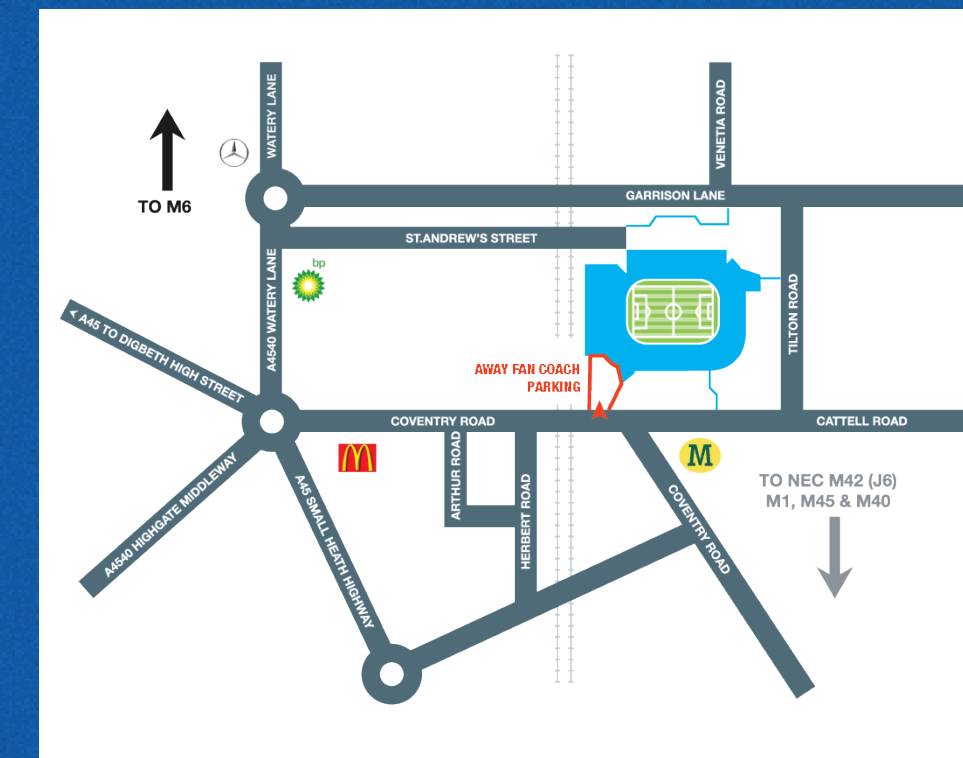 WATERY LANE
VENETIA ROAD
TO M6
GARRISON LANE
ST.ANDREW'S STREET
bp
A4540 WATERY LANE
TILTON ROAD
< A45 TO DIGBETH HIGH STREET
AWAY FAN COACH
PARKING
COVENTRY ROAD
CATTELL ROAD
M
M
ARTHUR ROAD
HERBERT ROAD
A4540 HIGHGATE MIDDLEWAY
A45 SMALL HEATH HIGHWAY
COVENTRY ROAD
TO NEC M42 (J6)
M1, M45 & M40